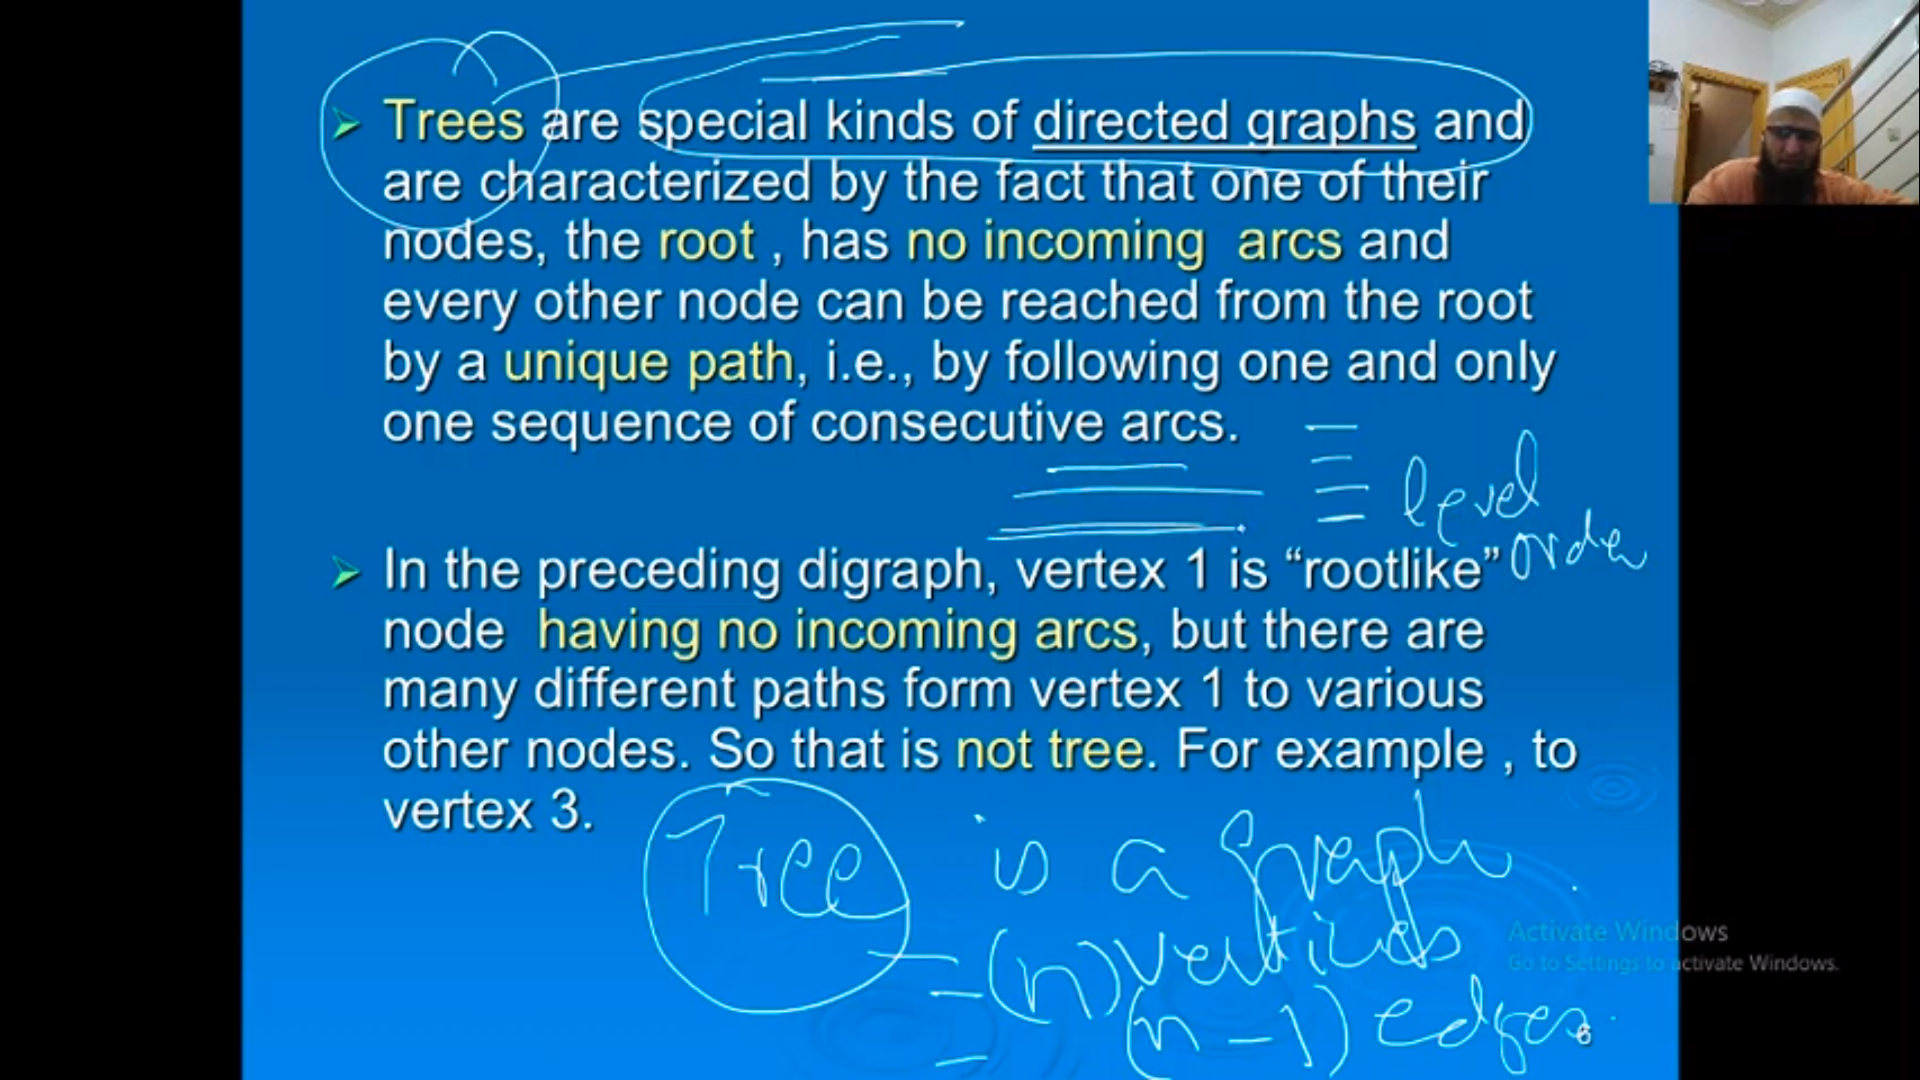 ➢ Trees are special kinds of directed graphs and
are characterized by the fact that one of their
nodes, the root , has no incoming arcs and
every other node can be reached from the root
by a unique path, i.e., by following one and only
one sequence of consecutive arcs.
level
order
➢ In the preceding digraph, vertex 1 is “rootlike”
node having no incoming arcs, but there are
many different paths form vertex 1 to various
other nodes. So that is not tree. For example , to
vertex 3.
Tree is a graph.
- (n) vertices
(n-1) edges.
6
Activate Windows
Go to Settings to activate Windows.